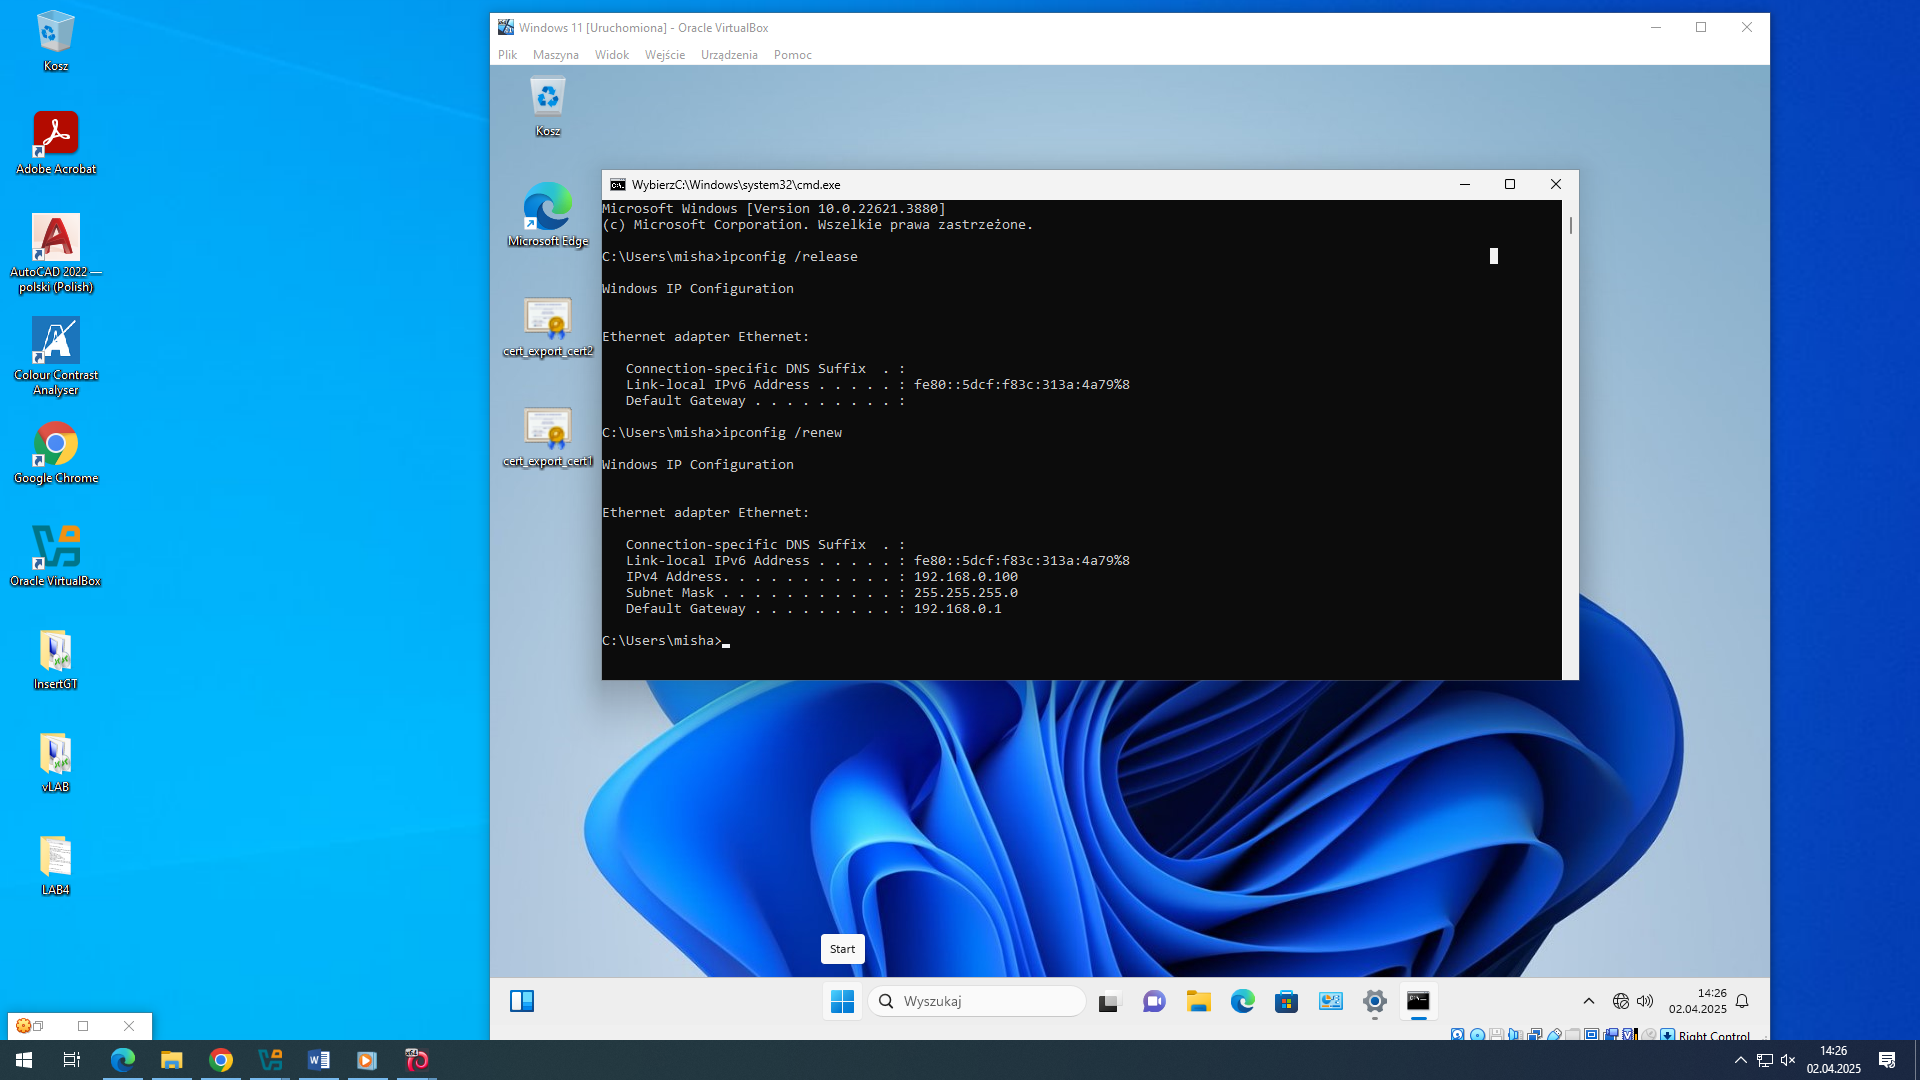 Kosz
Adobe Acrobat
AutoCAD 2022 —
polski (Polish)
Colour Contrast
Analyser
Google Chrome
Oracle VirtualBox
InsertGT
vLAB
LAB4
Windows 11 [Uruchomiona] - Oracle VirtualBox
Plik Maszyna Widok Wejście Urządzenia Pomoc
Kosz
Microsoft Edge
cert_export_cert2
cert_export_cert1
WybierzC:\Windows\system32\cmd.exe
Microsoft Windows [Version 10.0.22621.3880]
(c) Microsoft Corporation. Wszelkie prawa zastrzeżone.
C:\Users\misha>ipconfig /release
Windows IP Configuration
Ethernet adapter Ethernet:
Connection-specific DNS Suffix . :
Link-local IPv6 Address . . . . . : fe80::5dcf:f83c:313a:4a79%8
Default Gateway . . . . . . . . . :
C:\Users\misha>ipconfig /renew
Windows IP Configuration
Ethernet adapter Ethernet:
Connection-specific DNS Suffix . :
Link-local IPv6 Address . . . . . : fe80::5dcf:f83c:313a:4a79%8
IPv4 Address. . . . . . . . . . . : 192.168.0.100
Subnet Mask . . . . . . . . . . . : 255.255.255.0
Default Gateway . . . . . . . . . : 192.168.0.1
C:\Users\misha>
Start
Wyszukaj
14:26
02.04.2025
Right Control
14:26
02.04.2025